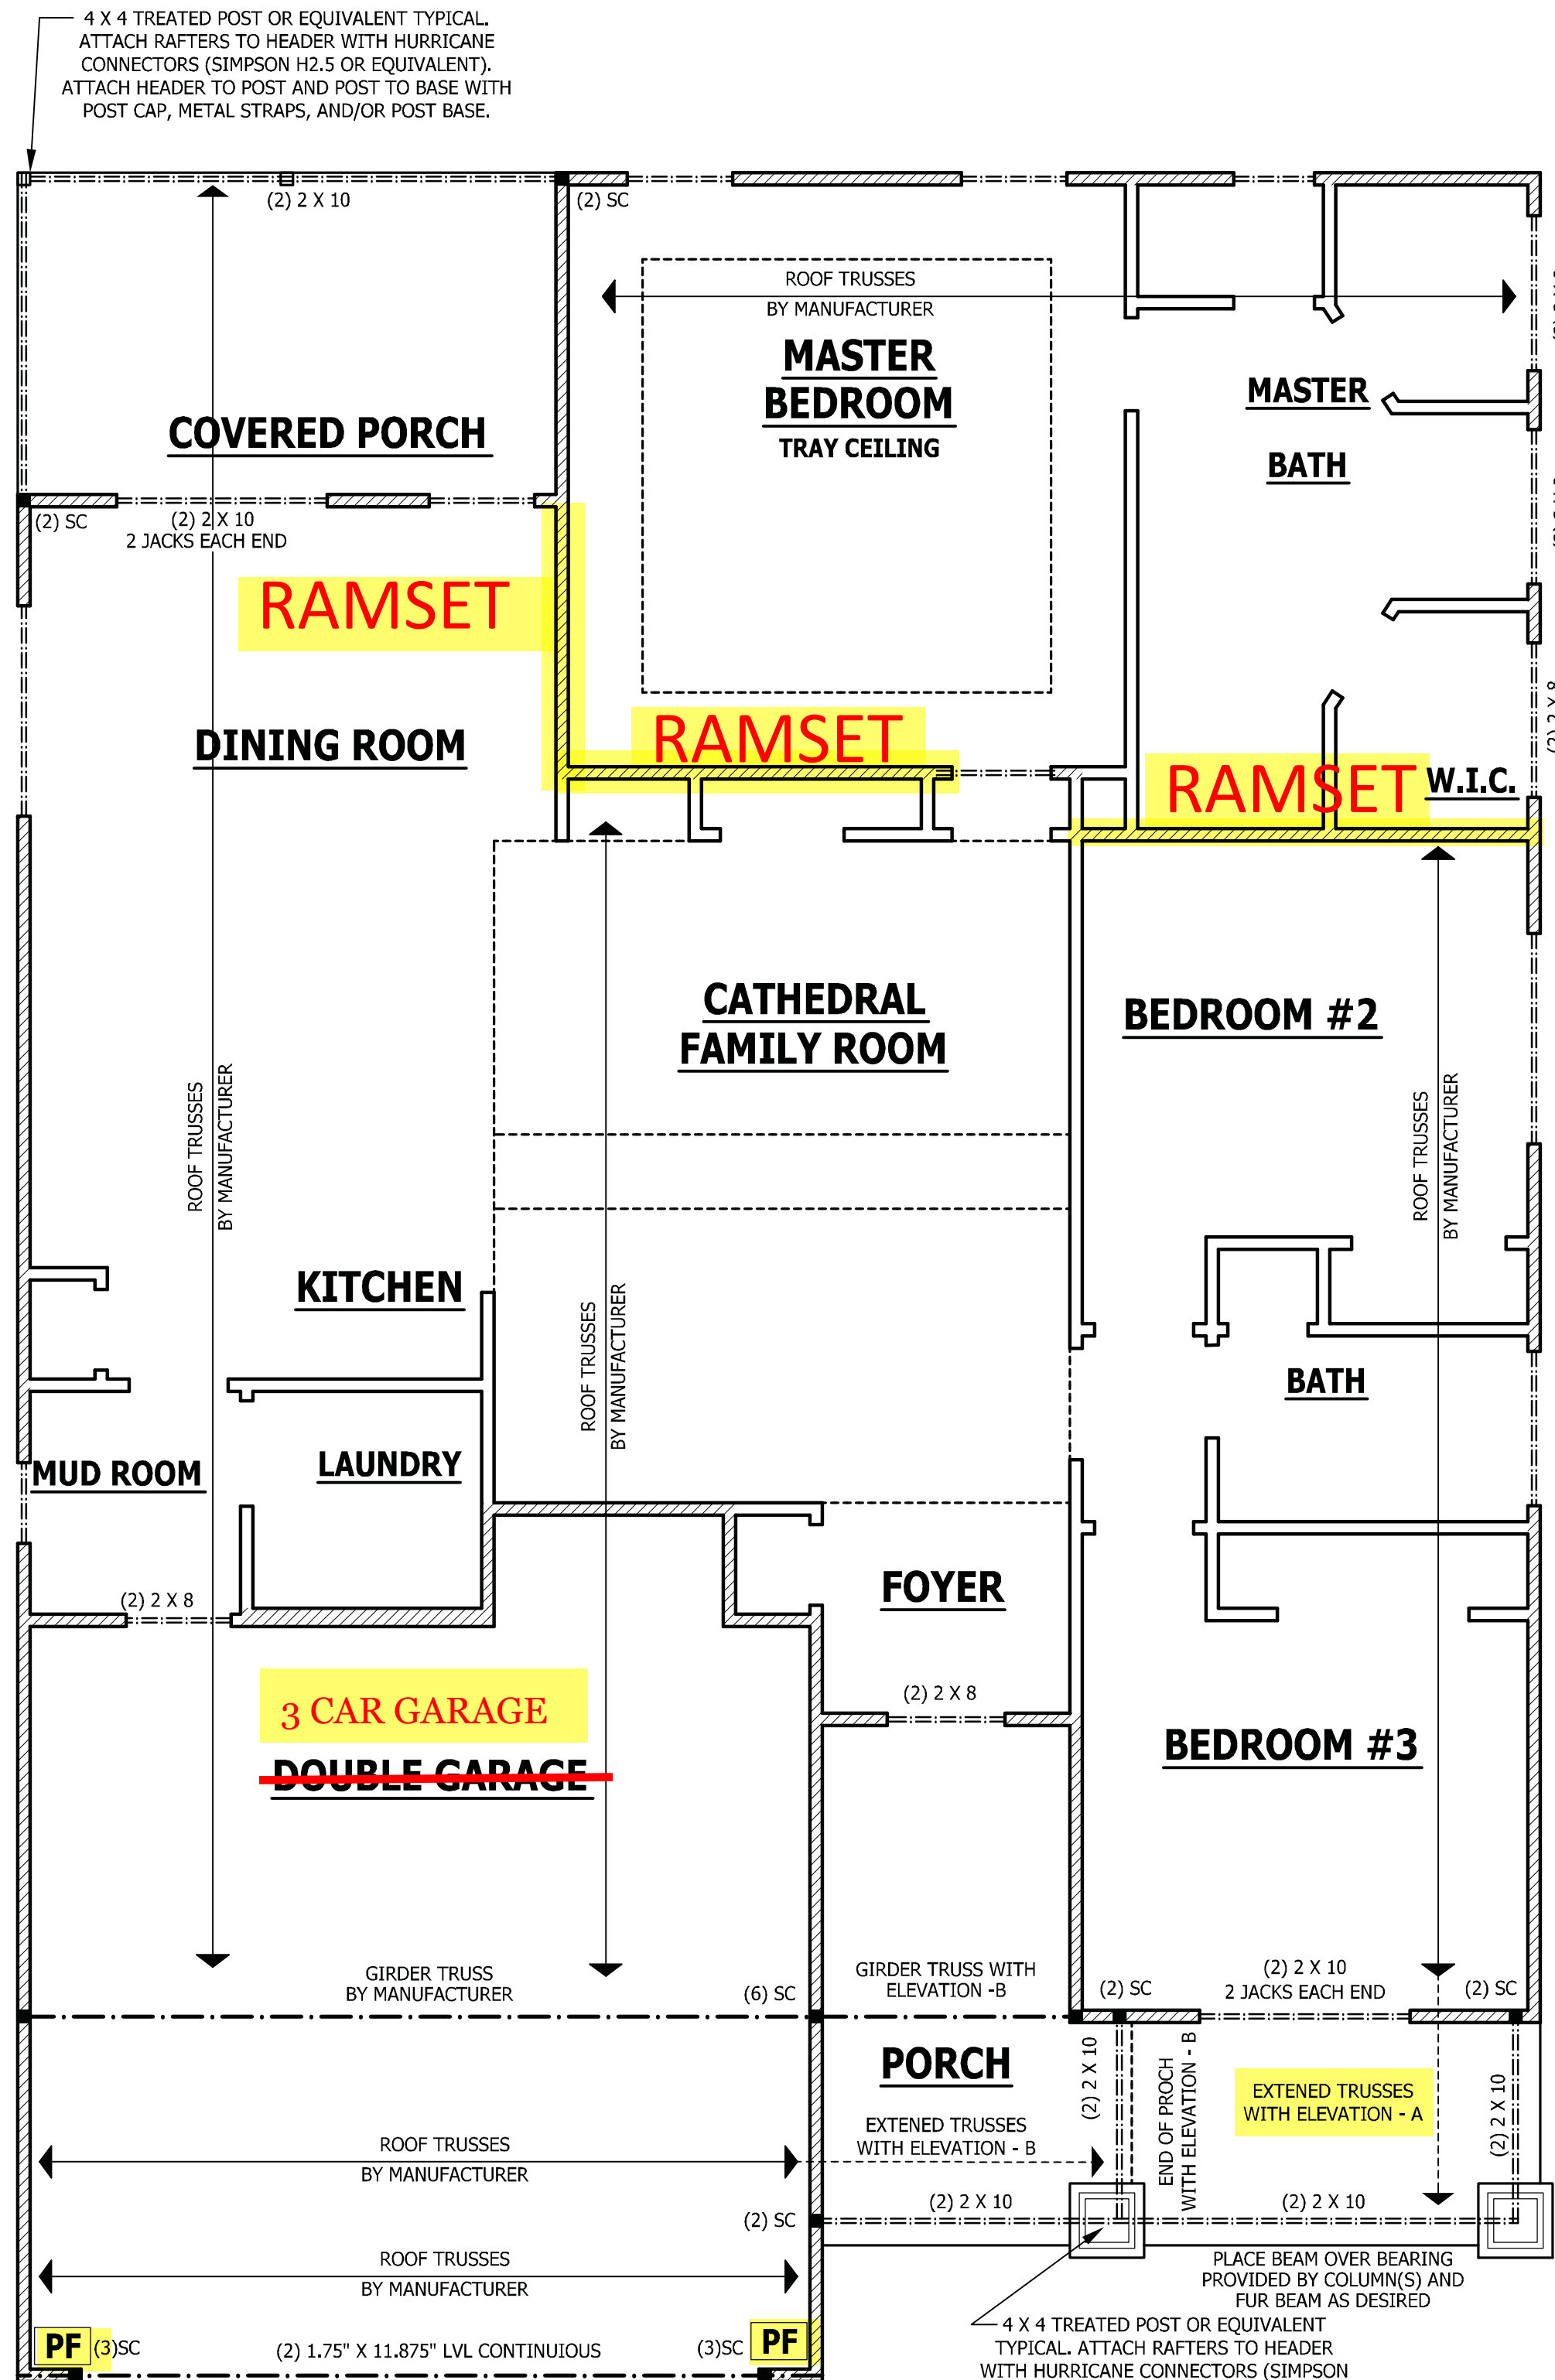 4 X 4 TREATED POST OR EQUIVALENT TYPICAL.
ATTACH RAFTERS TO HEADER WITH HURRICANE
CONNECTORS (SIMPSON H2.5 OR EQUIVALENT).
ATTACH HEADER TO POST AND POST TO BASE WITH
POST CAP, METAL STRAPS, AND/OR POST BASE.
(2) 2 X 10
(2) SC
ROOF TRUSSES
BY MANUFACTURER
MASTER
BEDROOM
TRAY CEILING
MASTER
BATH
COVERED PORCH
(2) SC
(2) 2 X 10
2 JACKS EACH END
RAMSET
DINING ROOM
RAMSET
RAMSET
W.I.C.
(2) 2 X 8
CATHEDRAL
FAMILY ROOM
BEDROOM #2
ROOF TRUSSES
BY MANUFACTURER
ROOF TRUSSES
BY MANUFACTURER
ROOF TRUSSES
BY MANUFACTURER
KITCHEN
BATH
MUD ROOM
LAUNDRY
(2) 2 X 8
FOYER
(2) 2 X 8
3 CAR GARAGE
DOUBLE GARAGE
BEDROOM #3
GIRDER TRUSS
BY MANUFACTURER
(6) SC
GIRDER TRUSS WITH
ELEVATION -B
(2) SC
(2) 2 X 10
2 JACKS EACH END
(2) SC
PORCH
(2) 2 X 10
END OF PROCH
WITH ELEVATION - B
EXTENED TRUSSES
WITH ELEVATION - A
(2) 2 X 10
EXTENED TRUSSES
WITH ELEVATION - B
ROOF TRUSSES
BY MANUFACTURER
(2) SC
(2) 2 X 10
(2) 2 X 10
ROOF TRUSSES
BY MANUFACTURER
PLACE BEAM OVER BEARING
PROVIDED BY COLUMN(S) AND
FUR BEAM AS DESIRED
PF
(3)SC
(2) 1.75" X 11.875" LVL CONTINUIOUS
(3)SC
PF
4 X 4 TREATED POST OR EQUIVALENT
TYPICAL. ATTACH RAFTERS TO HEADER
WITH HURRICANE CONNECTORS (SIMPSON